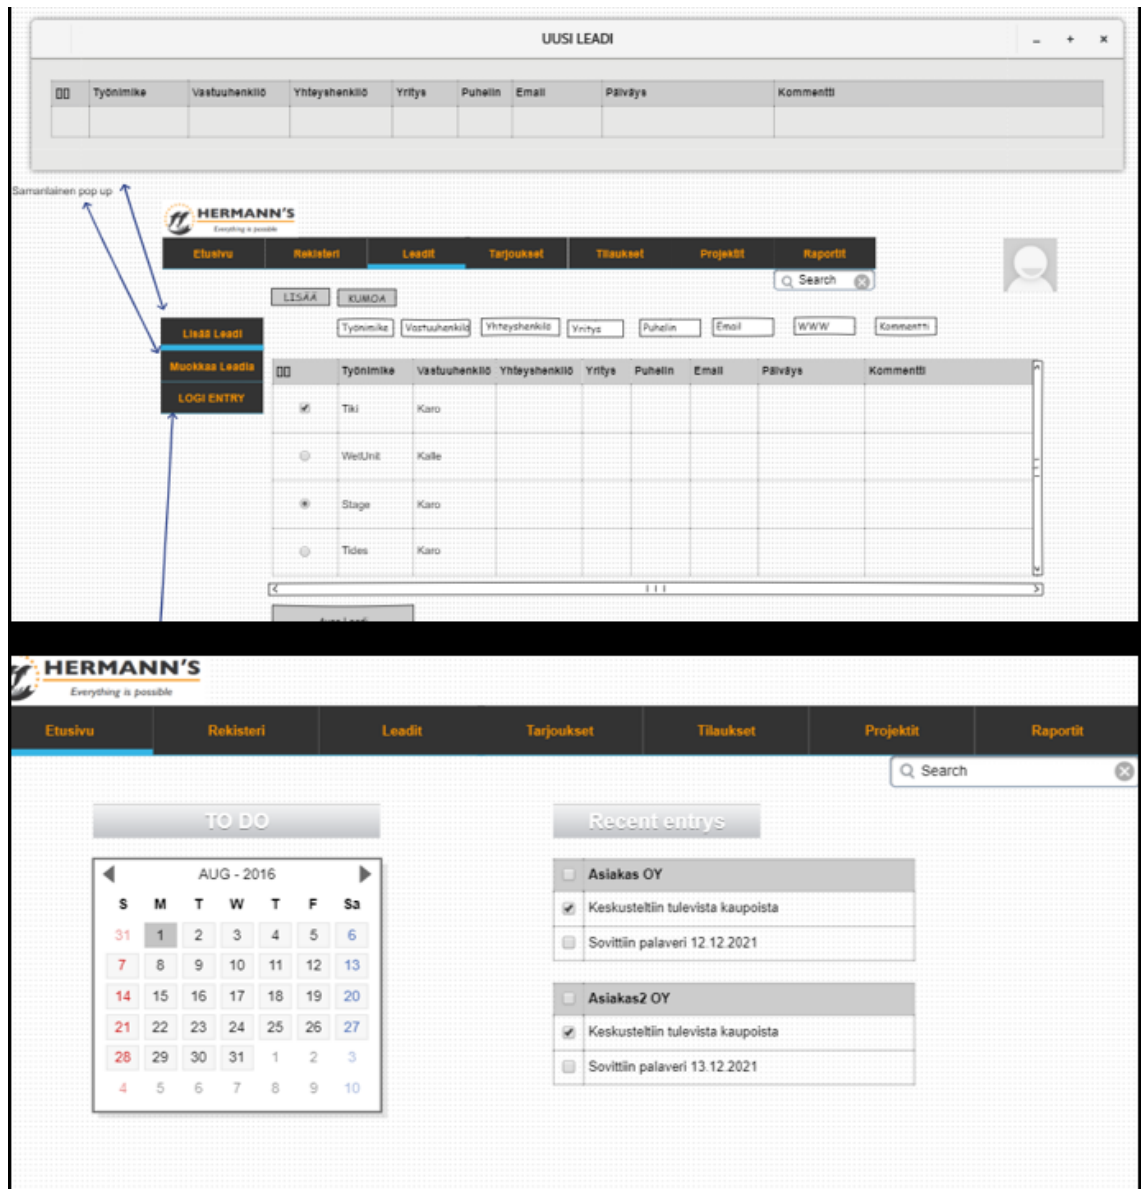 UUSI LEADI
Työnimike Vastuuhenkilö Yhteyshenkilö Yritys Puhelin Email Päiväys Kommentti
Samanlainen pop up
HERMANN'S
Everything is possible
Etusivu Rekisteri Leadit Tarjoukset Tilaukset Projektit Raportit
Search
LISÄÄ KUMOA
Työnimike Vastuuhenkilö Yhteyshenkilö Yritys Puhelin Email WWW Kommentti
Lisää Leadi
Muokkaa Leadia
LOGI ENTRY
Työnimike Vastuuhenkilö Yhteyshenkilö Yritys Puhelin Email Päiväys Kommentti
Tiki Karo
WetUnit Kalle
Stage Karo
Tides Karo
HERMANN'S
Everything is possible
Etusivu Rekisteri Leadit Tarjoukset Tilaukset Projektit Raportit
Search
TO DO
AUG - 2016
S M T W T F Sa
31 1 2 3 4 5 6
7 8 9 10 11 12 13
14 15 16 17 18 19 20
21 22 23 24 25 26 27
28 29 30 31 1 2 3
4 5 6 7 8 9 10
Recent entrys
Asiakas OY
Keskusteltiin tulevista kaupoista
Sovittiin palaveri 12.12.2021
Asiakas2 OY
Keskusteltiin tulevista kaupoista
Sovittiin palaveri 13.12.2021